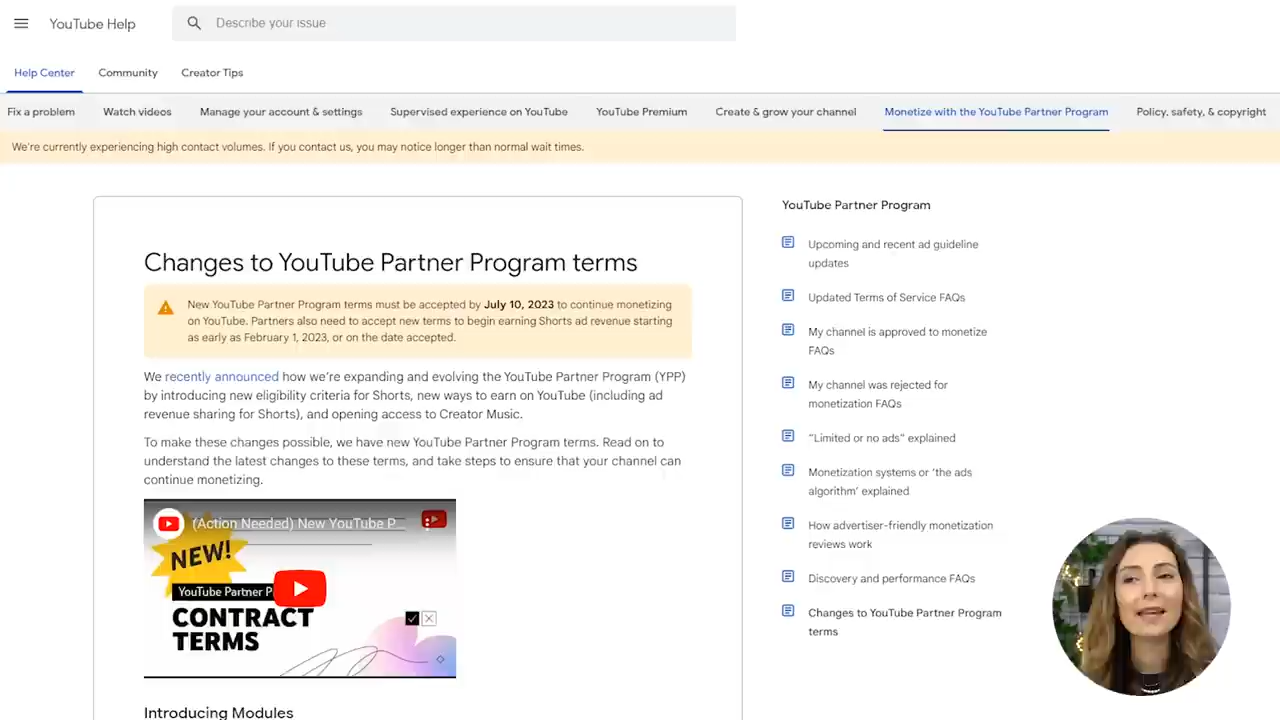 YouTube Help
Describe your issue
Help Center
Community
Creator Tips
Fix a problem
Watch videos
Manage your account & settings
Supervised experience on YouTube
YouTube Premium
Create & grow your channel
Monetize with the YouTube Partner Program
Policy, safety, & copyright
We're currently experiencing high contact volumes. If you contact us, you may notice longer than normal wait times.
Changes to YouTube Partner Program terms
New YouTube Partner Program terms must be accepted by July 10, 2023 to continue monetizing
on YouTube. Partners also need to accept new terms to begin earning Shorts ad revenue starting
as early as February 1, 2023, or on the date accepted.
We recently announced how we're expanding and evolving the YouTube Partner Program (YPP)
by introducing new eligibility criteria for Shorts, new ways to earn on YouTube (including ad
revenue sharing for Shorts), and opening access to Creator Music.
To make these changes possible, we have new YouTube Partner Program terms. Read on to
understand the latest changes to these terms, and take steps to ensure that your channel can
continue monetizing.
(Action Needed) New YouTube P...
NEW!
YouTube Partner P
CONTRACT
TERMS
Introducing Modules
YouTube Partner Program
Upcoming and recent ad guideline
updates
Updated Terms of Service FAQs
My channel is approved to monetize
FAQs
My channel was rejected for
monetization FAQs
"Limited or no ads" explained
Monetization systems or 'the ads
algorithm' explained
How advertiser-friendly monetization
reviews work
Discovery and performance FAQs
Changes to YouTube Partner Program
terms